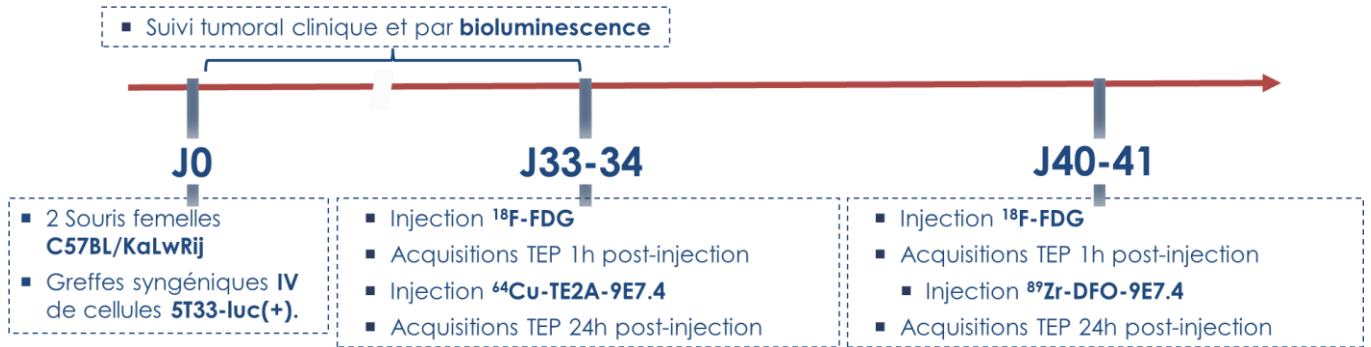 ▪ Suivi tumoral clinique et par bioluminescence
J0
J33-34
J40-41
▪ 2 Souris femelles
C57BL/KaLwRij
▪ Greffes syngéniques IV
de cellules 5T33-luc(+).
▪ Injection ¹⁸F-FDG
▪ Acquisitions TEP 1h post-injection
▪ Injection ⁶⁴Cu-TE2A-9E7.4
▪ Acquisitions TEP 24h post-injection
▪ Injection ¹⁸F-FDG
▪ Acquisitions TEP 1h post-injection
▪ Injection ⁸⁹Zr-DFO-9E7.4
▪ Acquisitions TEP 24h post-injection